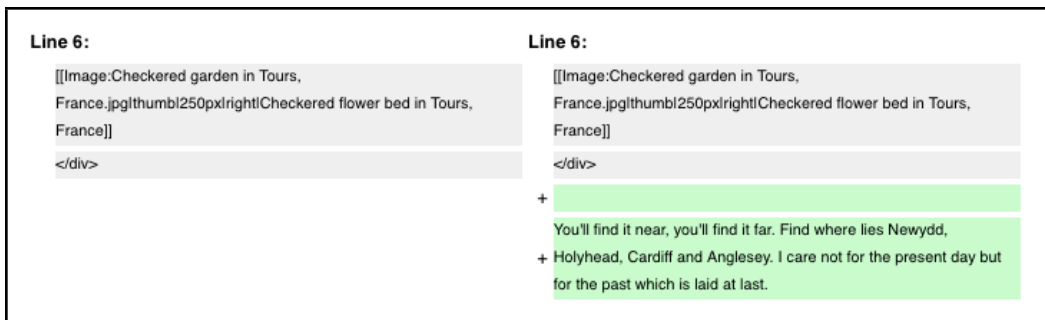 Line 6:
[[Image:Checkered garden in Tours,
France.jpg|thumb|250px|right|Checkered flower bed in Tours,
France]]
</div>
Line 6:
[[Image:Checkered garden in Tours,
France.jpg|thumb|250px|right|Checkered flower bed in Tours,
France]]
</div>
+
You'll find it near, you'll find it far. Find where lies Newydd,
+ Holyhead, Cardiff and Anglesey. I care not for the present day but
for the past which is laid at last.